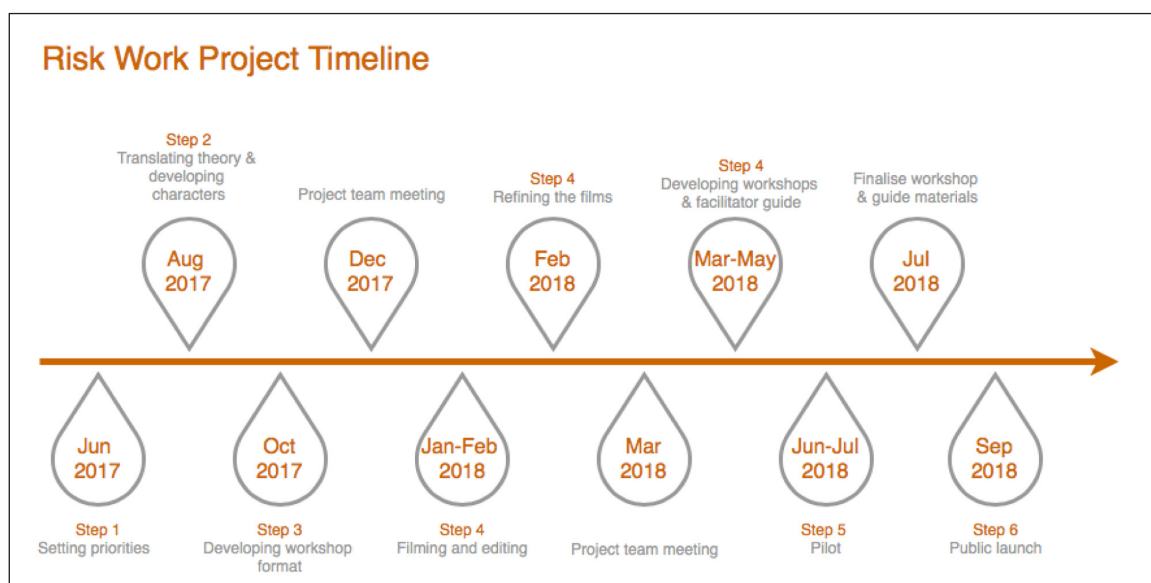 Risk Work Project Timeline
Step 2
Translating theory &
developing
characters
Project team meeting
Step 4
Refining the films
Step 4
Developing workshops
& facilitator guide
Finalise workshop
& guide materials
Aug
2017
Dec
2017
Feb
2018
Mar-May
2018
Jul
2018
Jun
2017
Oct
2017
Jan-Feb
2018
Mar
2018
Jun-Jul
2018
Sep
2018
Step 1
Setting priorities
Step 3
Developing workshop
format
Step 4
Filming and editing
Project team meeting
Step 5
Pilot
Step 6
Public launch